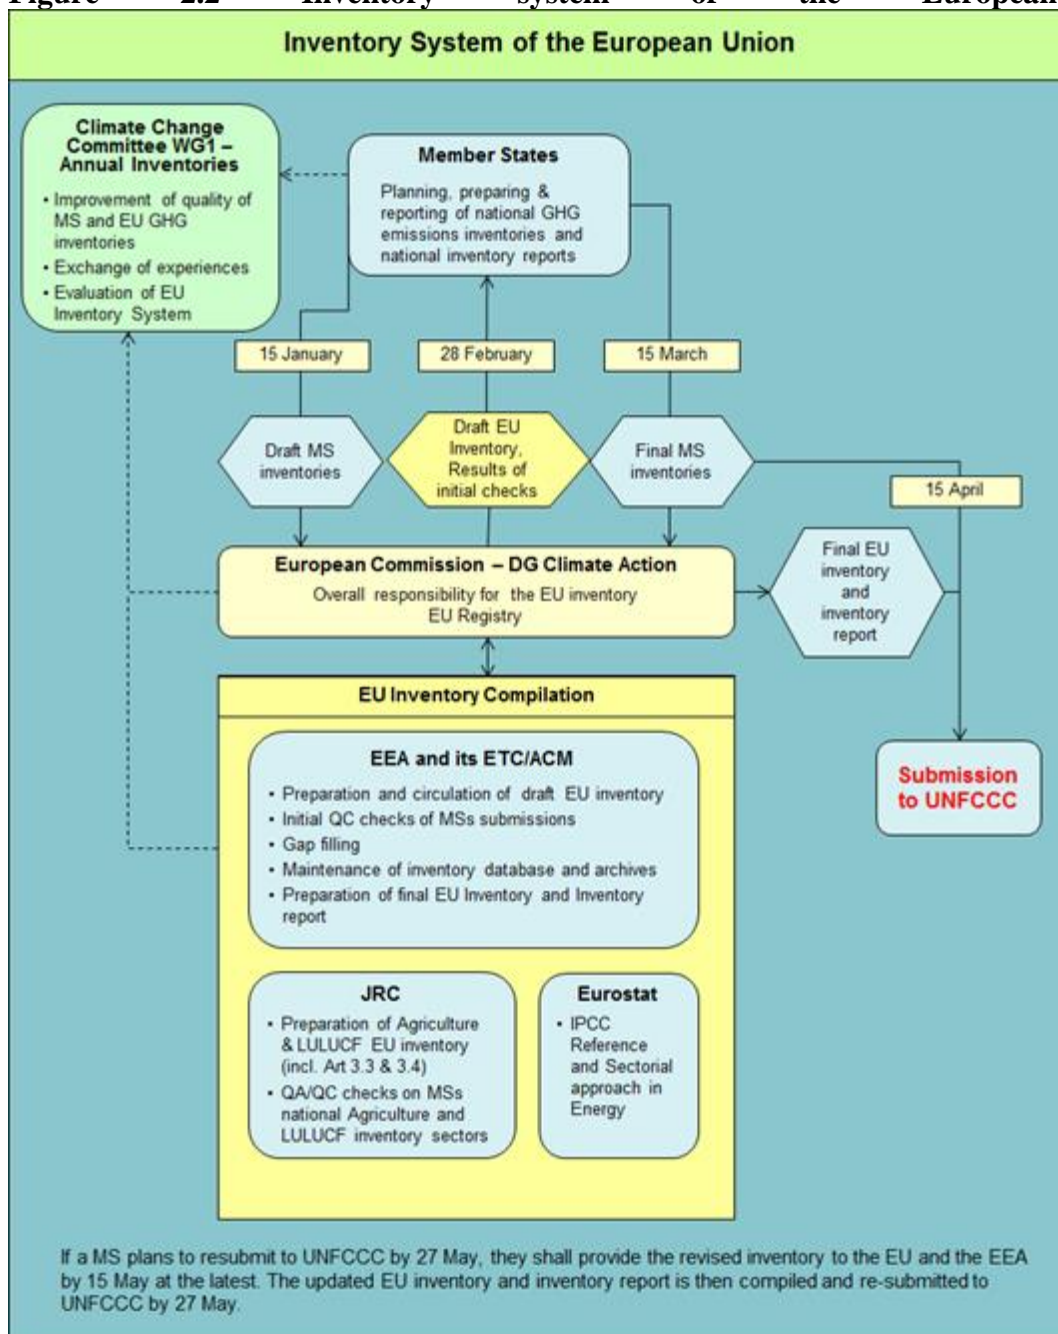 Figure 2.2 Inventory system of the European
Inventory System of the European Union
Climate Change
Committee WG1 –
Annual Inventories
• Improvement of quality of
MS and EU GHG
inventories
• Exchange of experiences
• Evaluation of EU
Inventory System
Member States
Planning, preparing &
reporting of national GHG
emissions inventories and
national inventory reports
15 January
28 February
15 March
Draft MS
inventories
Draft EU
Inventory,
Results of
initial checks
Final MS
inventories
15 April
European Commission – DG Climate Action
Overall responsibility for the EU inventory
EU Registry
Final EU
inventory
and
inventory
report
EU Inventory Compilation
EEA and its ETC/ACM
• Preparation and circulation of draft EU inventory
• Initial QC checks of MSs submissions
• Gap filling
• Maintenance of inventory database and archives
• Preparation of final EU Inventory and Inventory
report
Submission
to UNFCCC
JRC
• Preparation of Agriculture
& LULUCF EU inventory
(incl. Art 3.3 & 3.4)
• QA/QC checks on MSs
national Agriculture and
LULUCF inventory sectors
Eurostat
• IPCC
Reference
and Sectorial
approach in
Energy
If a MS plans to resubmit to UNFCCC by 27 May, they shall provide the revised inventory to the EU and the EEA
by 15 May at the latest. The updated EU inventory and inventory report is then compiled and re-submitted to
UNFCCC by 27 May.